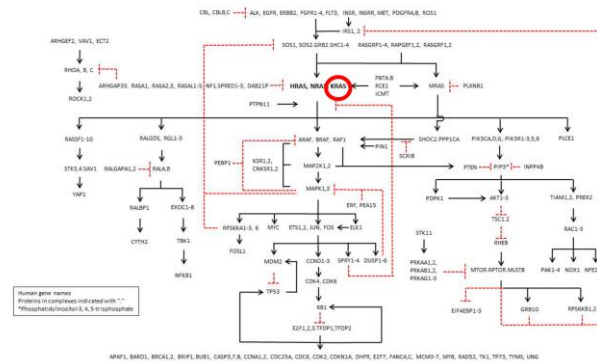 CBL, CBLB,C
ALK, EGFR, ERBB2, FGFR1-4, FLT3, INSR, INSRR, MET, PDGFRA,B, ROS1
IRS1, 2
ARHGEF2, VAV1, ECT2
SOS1, SOS2.GRB2.SHC1-4
RASGRP1-4, RAPGEF1,2, RASGRF1,2
RHOA, B, C
ARHGAP35
RASA1, RASA2,3, RASAL1-3, NF1.SPRED1-3, DAB2IP
HRAS, NRAS, KRAS
FNTA.B
RCE1
ICMT
MRAS
PLXNB1
ROCK1,2
PTPN11
RASSF1-10
RALGDS, RGL1-3
ARAF, BRAF, RAF1
PIN1
SHOC2.PPP1CA
SCRIB
PIK3CA,D,G, PIK3R1-3,5,6
PLCE1
STK3,4.SAV1
RALGAPA1,2
RALA,B
PEBP1
KSR1,2,
CNKSR1,2
MAP2K1,2
PTEN
PIP3*
INPP4B
YAP1
MAPK1,3
PDPK1
AKT1-3
TIAM1,2, PREX2
RALBP1
EXOC1-8
ERF, PEA15
TSC1.2
RAC1-3
CYTH2
TBK1
RPS6KA1-3, 6
MYC
ETS1,2, JUN, FOS
ELK1
RHEB
STK11
NFKB1
FOSL1
MDM2
CCND1-3
SPRY1-4
DUSP1-6
PRKAA1,2,
PRKAB1,2,
PRKAG1-3
MTOR.RPTOR.MLST8
PAK1-4
NOX1
CDK4, CDK6
TP53
RB1
EIF4EBP1-3
GRB10
RPS6KB1,2
E2F1,2,3.TFDP1,TFDP2
Human gene names
Proteins in complexes indicated with "."
*Phosphatidylinositol-3, 4, 5-trisphosphate
APAF1, BARD1, BRCA1,2, BRIP1, BUB1, CASP3,7,8, CCNA1,2, CDC25A, CDC6, CDK2, CDKN1A, DHFR, E2F7, FANCA,C, MCM3-7, MYB, RAD52, TK1, TP73, TYMS, UNG